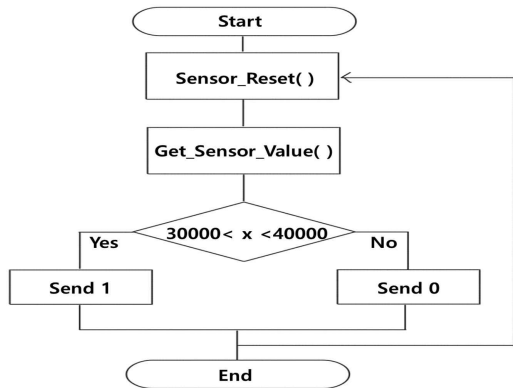 Start
Sensor_Reset( )
Get_Sensor_Value( )
30000< x <40000
Yes
No
Send 1
Send 0
End